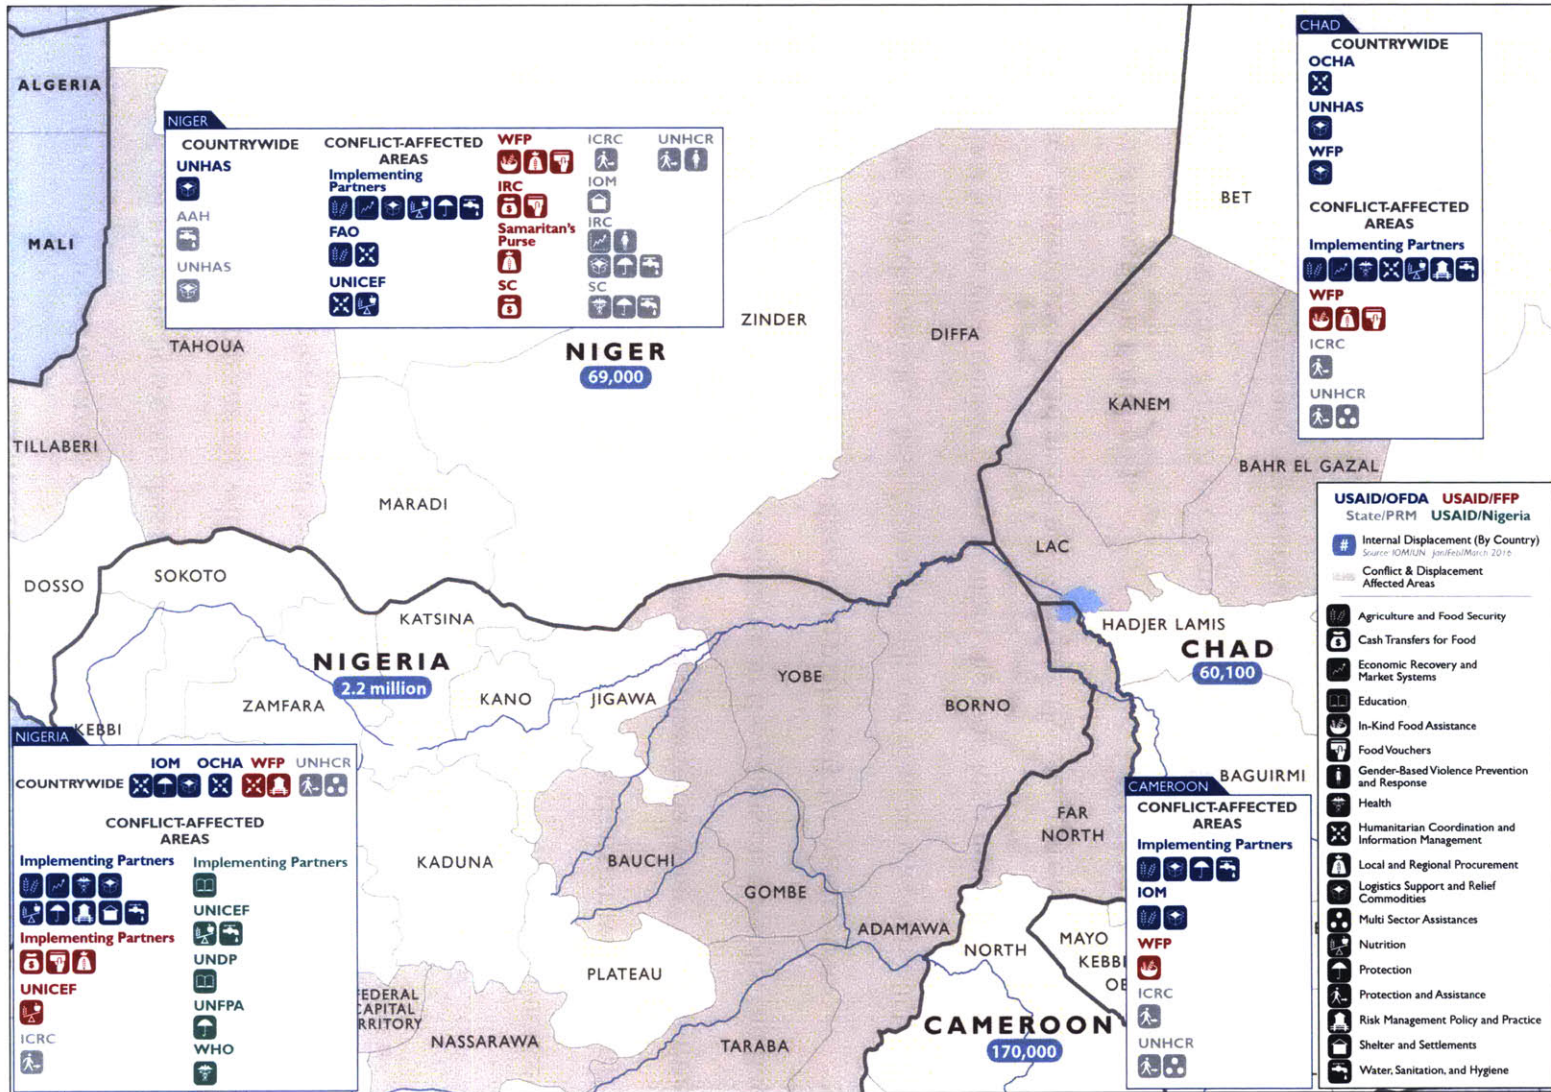 ALGERIA
MALI
NIGER
COUNTRYWIDE
UNHAS
AAH
UNHAS
CONFLICT-AFFECTED
AREAS
Implementing
Partners
FAO
UNICEF
WFP
IRC
Samaritan's
Purse
SC
ICRC
IOM
IRC
SC
UNHCR
CHAD
COUNTRYWIDE
OCHA
UNHAS
WFP
CONFLICT-AFFECTED
AREAS
Implementing Partners
WFP
ICRC
UNHCR
BET
TAHOUA
ZINDER
DIFFA
NIGER
69,000
KANEM
TILLABERI
BAHR EL GAZAL
MARADI
LAC
DOSSO
SOKOTO
KATSINA
HADJER LAMIS
NIGERIA
2.2 million
CHAD
60,100
YOBE
ZAMFARA
KANO
JIGAWA
BORNO
KEBBI
BAGUIRMI
FAR
NORTH
KADUNA
BAUCHI
GOMBE
ADAMAWA
NORTH
MAYO
KEBBI
OE
PLATEAU
FEDERAL
CAPITAL
RRITORY
NASSARAWA
TARABA
CAMEROON
170,000
NIGERIA
IOM OCHA WFP UNHCR
COUNTRYWIDE
CONFLICT-AFFECTED
AREAS
Implementing Partners
Implementing Partners
UNICEF
ICRC
Implementing Partners
UNICEF
UNDP
UNFPA
WHO
CAMEROON
CONFLICT-AFFECTED
AREAS
Implementing Partners
IOM
WFP
ICRC
UNHCR
USAID/OFDA USAID/FFP
State/PRM USAID/Nigeria
# Internal Displacement (By Country)
Source: IOM/UN Jan/Feb/March 2016
Conflict & Displacement
Affected Areas
Agriculture and Food Security
Cash Transfers for Food
Economic Recovery and
Market Systems
Education
In-Kind Food Assistance
Food Vouchers
Gender-Based Violence Prevention
and Response
Health
Humanitarian Coordination and
Information Management
Local and Regional Procurement
Logistics Support and Relief
Commodities
Multi Sector Assistances
Nutrition
Protection
Protection and Assistance
Risk Management Policy and Practice
Shelter and Settlements
Water, Sanitation, and Hygiene